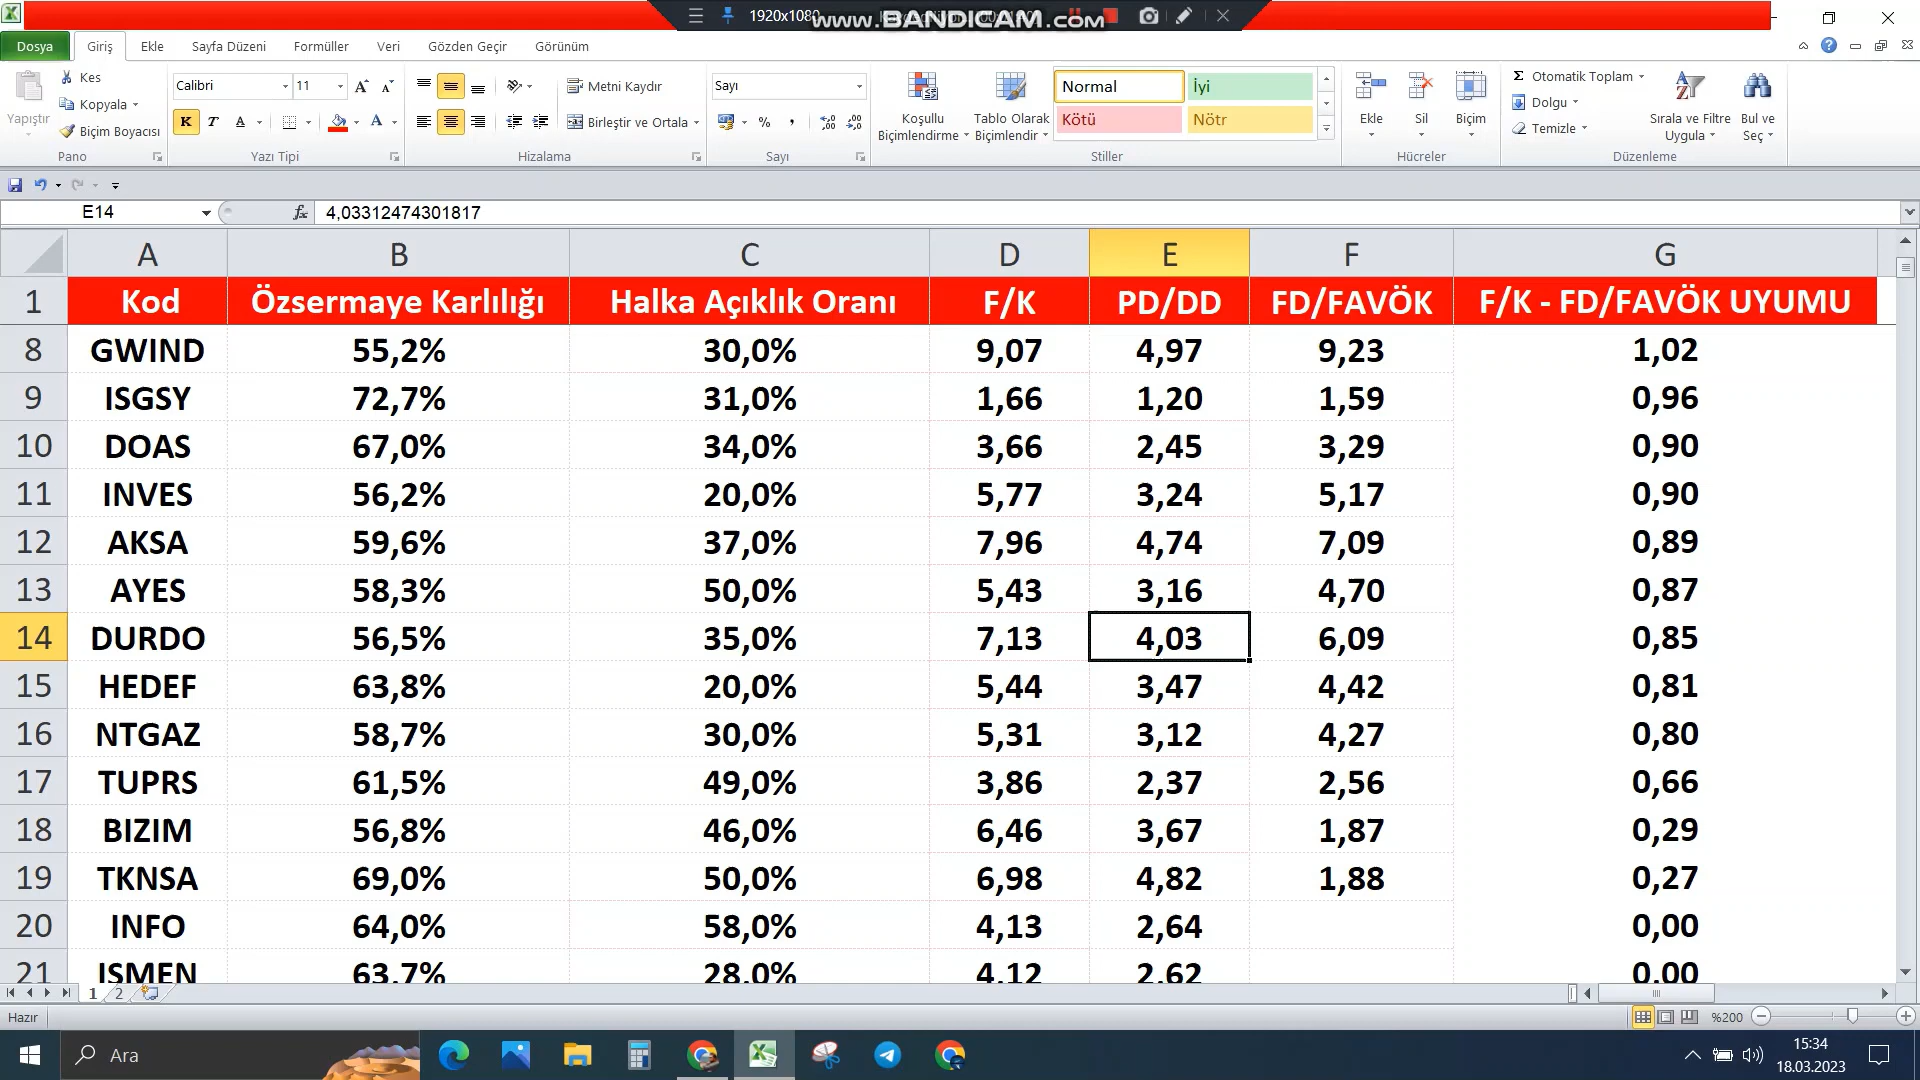 1920x1080
www.BANDICAM.com
Dosya Giriş Ekle Sayfa Düzeni Formüller Veri Gözden Geçir Görünüm
Yapıştır
Kes
Kopyala
Biçim Boyacısı
Pano
Calibri 11
K T A A
Yazı Tipi
Metni Kaydır
Birleştir ve Ortala
Hizalama
Sayı
%
Sayı
Koşullu Biçimlendirme
Tablo Olarak Biçimlendir
Normal İyi
Kötü Nötr
Stiller
Ekle Sil Biçim
Hücreler
Σ Otomatik Toplam
Dolgu
Temizle
Sırala ve Filtre Uygula
Bul ve Seç
Düzenleme
E14 fx 4,03312474301817
A B C D E F G
1 Kod Özsermaye Karlılığı Halka Açıklık Oranı F/K PD/DD FD/FAVÖK F/K - FD/FAVÖK UYUMU
8 GWIND 55,2% 30,0% 9,07 4,97 9,23 1,02
9 ISGSY 72,7% 31,0% 1,66 1,20 1,59 0,96
10 DOAS 67,0% 34,0% 3,66 2,45 3,29 0,90
11 INVES 56,2% 20,0% 5,77 3,24 5,17 0,90
12 AKSA 59,6% 37,0% 7,96 4,74 7,09 0,89
13 AYES 58,3% 50,0% 5,43 3,16 4,70 0,87
14 DURDO 56,5% 35,0% 7,13 4,03 6,09 0,85
15 HEDEF 63,8% 20,0% 5,44 3,47 4,42 0,81
16 NTGAZ 58,7% 30,0% 5,31 3,12 4,27 0,80
17 TUPRS 61,5% 49,0% 3,86 2,37 2,56 0,66
18 BIZIM 56,8% 46,0% 6,46 3,67 1,87 0,29
19 TKNSA 69,0% 50,0% 6,98 4,82 1,88 0,27
20 INFO 64,0% 58,0% 4,13 2,64 0,00
21 ISMEN 63,7% 28,0% 4,12 2,62 0,00
1 2
Hazır %200
Ara
15:34
18.03.2023